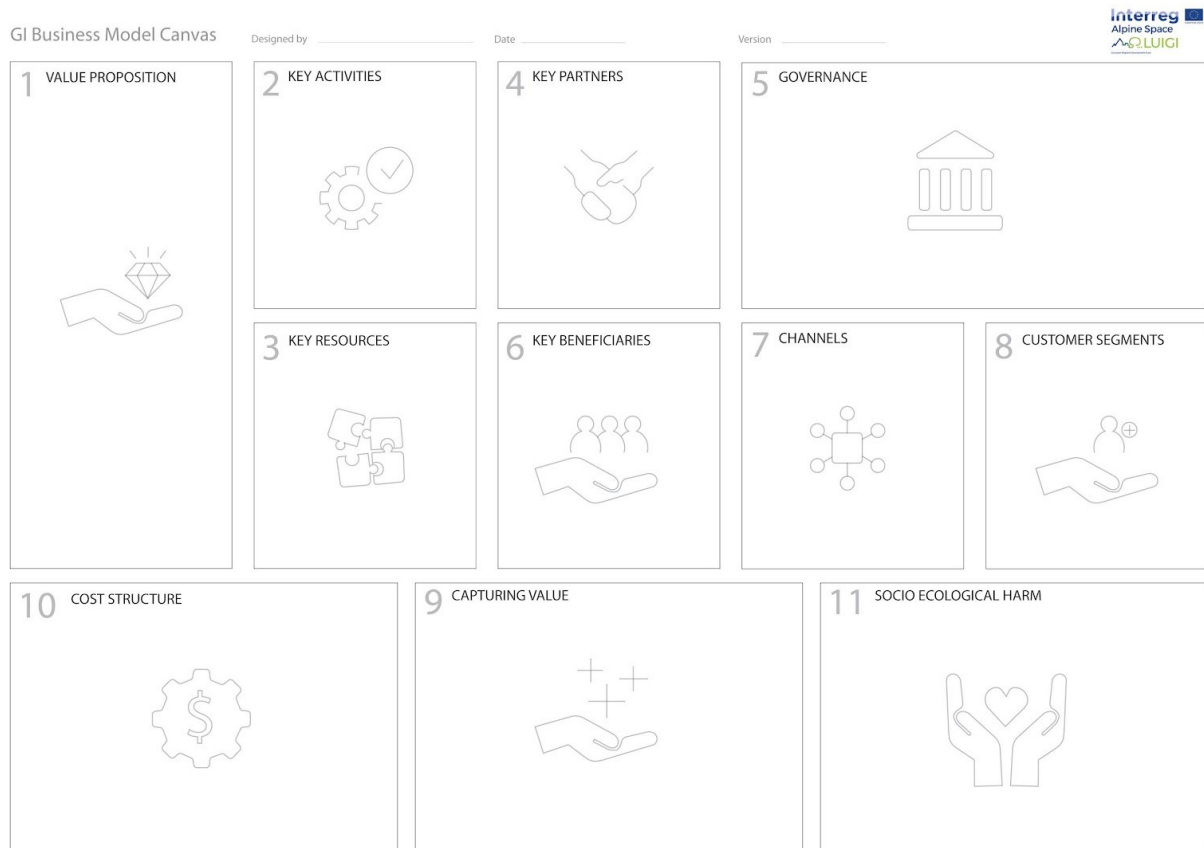 GI Business Model Canvas
Designed by
Date
Version
Interreg
Alpine Space
LUIGI
1 VALUE PROPOSITION
2 KEY ACTIVITIES
4 KEY PARTNERS
5 GOVERNANCE
3 KEY RESOURCES
6 KEY BENEFICIARIES
7 CHANNELS
8 CUSTOMER SEGMENTS
10 COST STRUCTURE
$
9 CAPTURING VALUE
11 SOCIO ECOLOGICAL HARM